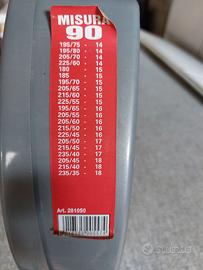 MISURA
90
195/75 - 14
195/80 - 14
205/70 - 14
225/60 - 14
180 - 15
185 - 15
195/70 - 15
205/65 - 15
215/60 - 15
225/55 - 15
195/65 - 16
205/60 - 16
205/55 - 16
215/55 - 16
225/50 - 16
205/50 - 17
215/45 - 17
235/40 - 17
205/45 - 18
215/40 - 18
235/35 - 18
Art. 281090
subito